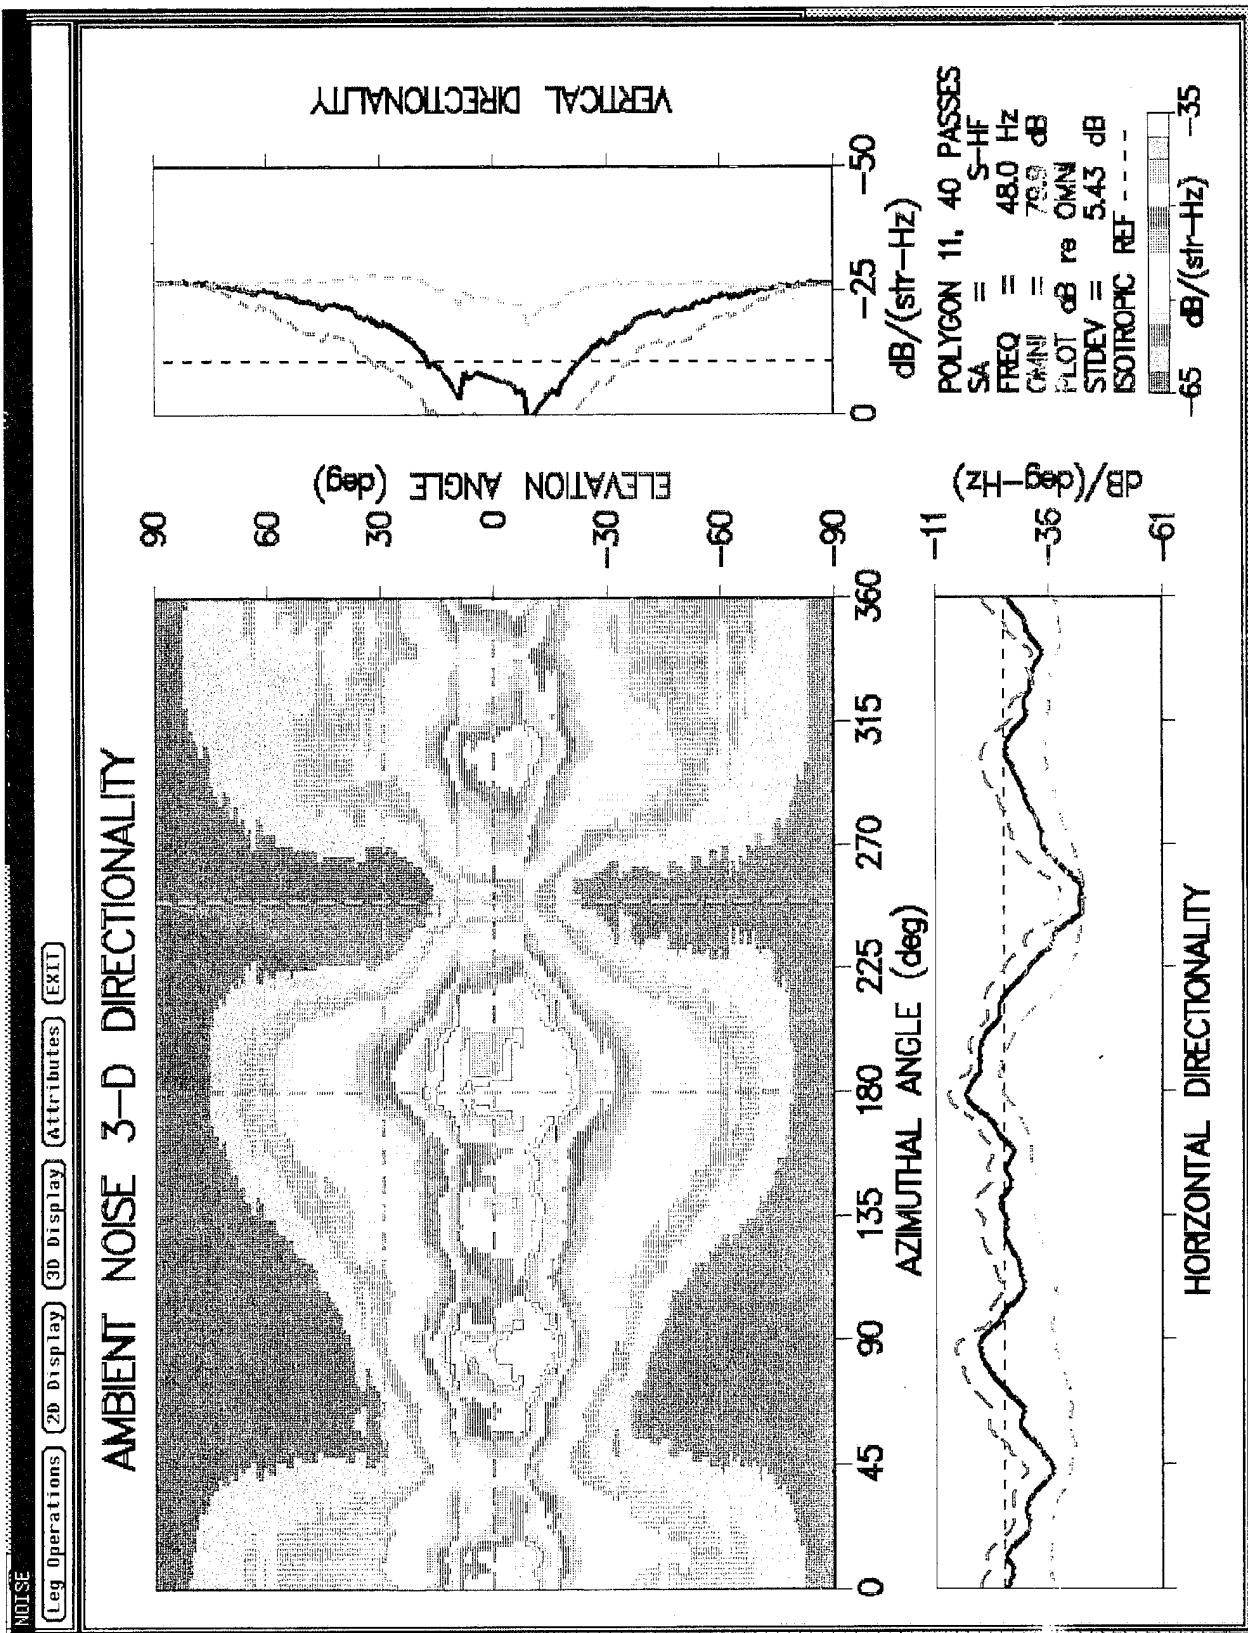 NOISE
Leg Operations 2D Display 3D Display Attributes EXIT
AMBIENT NOISE 3-D DIRECTIONALITY
90
60
30
0
-30
-60
-90
ELEVATION ANGLE (deg)
0 45 90 135 180 225 270 315 360
AZIMUTHAL ANGLE (deg)
VERTICAL DIRECTIONALITY
0 -25 -50
dB/(str-Hz)
POLYGON 11, 40 PASSES
SA = S-HF
FREQ = 48.0 Hz
OMNI = 79.9 dB
PLOT dB re OMNI
STDEV = 5.43 dB
ISOTROPIC REF ----
-65 dB/(str-Hz) -35
-11
-36
-61
dB/(deg-Hz)
HORIZONTAL DIRECTIONALITY